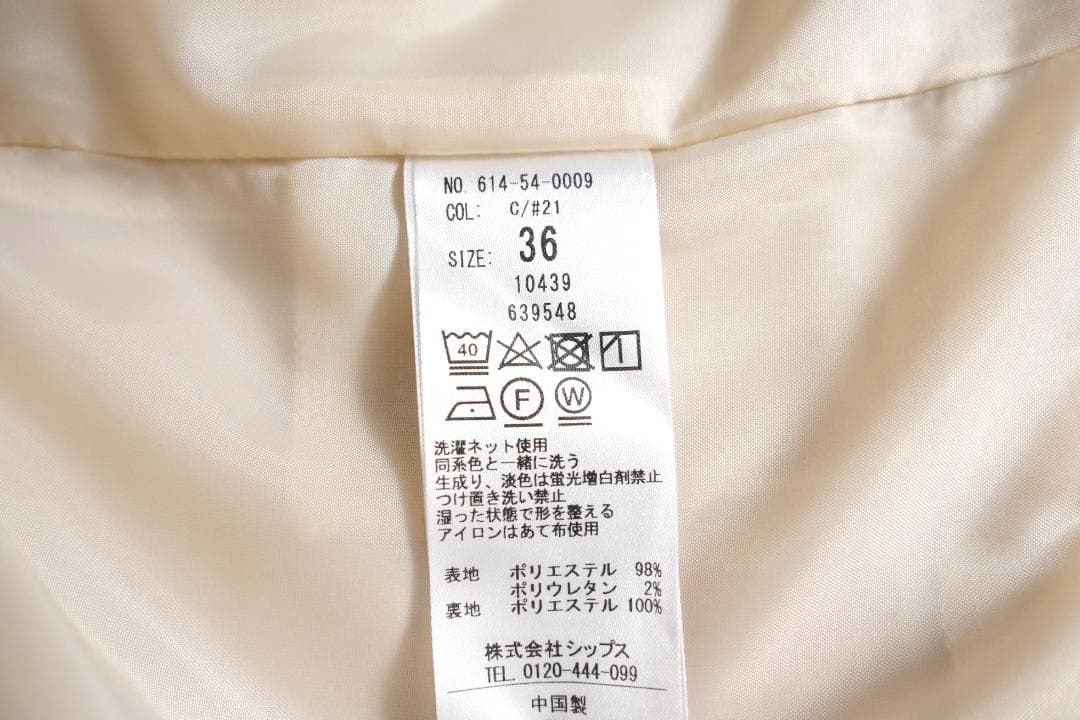 NO. 614-54-0009
COL: C/#21
SIZE: 36
10439
639548
40
F W
洗濯ネット使用
同系色と一緒に洗う
生成り、淡色は蛍光増白剤禁止
つけ置き洗い禁止
湿った状態で形を整える
アイロンはあて布使用
表地 ポリエステル 98%
ポリウレタン 2%
裏地 ポリエステル 100%
株式会社シップス
TEL. 0120-444-099
中国製